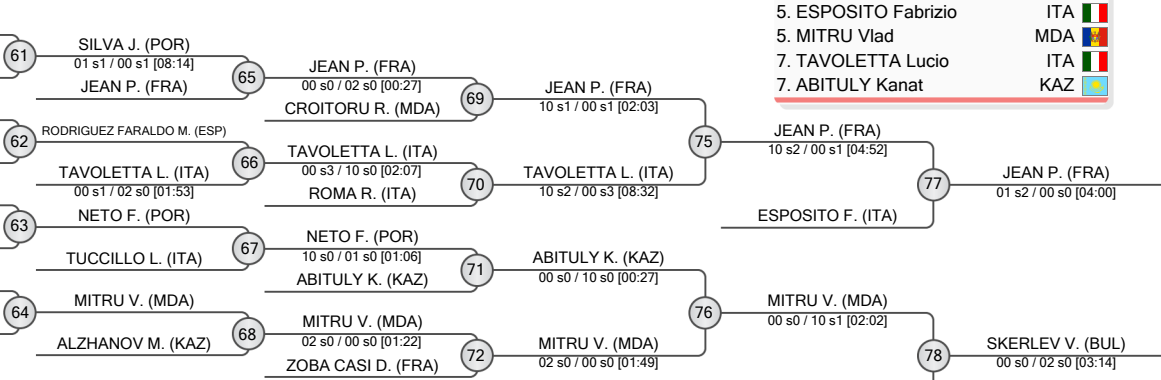 5. ESPOSITO Fabrizio ITA
5. MITRU Vlad MDA
7. TAVOLETTA Lucio ITA
7. ABITULY Kanat KAZ
61
SILVA J. (POR)
01 s1 / 00 s1 [08:14]
JEAN P. (FRA)
65
JEAN P. (FRA)
00 s0 / 02 s0 [00:27]
CROITORU R. (MDA)
69
JEAN P. (FRA)
10 s1 / 00 s1 [02:03]
62
RODRIGUEZ FARALDO M. (ESP)
TAVOLETTA L. (ITA)
00 s1 / 02 s0 [01:53]
66
TAVOLETTA L. (ITA)
00 s3 / 10 s0 [02:07]
ROMA R. (ITA)
70
TAVOLETTA L. (ITA)
10 s2 / 00 s3 [08:32]
75
JEAN P. (FRA)
10 s2 / 00 s1 [04:52]
ESPOSITO F. (ITA)
77
JEAN P. (FRA)
01 s2 / 00 s0 [04:00]
63
NETO F. (POR)
TUCCILLO L. (ITA)
67
NETO F. (POR)
10 s0 / 01 s0 [01:06]
ABITULY K. (KAZ)
71
ABITULY K. (KAZ)
00 s0 / 10 s0 [00:27]
64
MITRU V. (MDA)
ALZHANOV M. (KAZ)
68
MITRU V. (MDA)
02 s0 / 00 s0 [01:22]
ZOBA CASI D. (FRA)
72
MITRU V. (MDA)
02 s0 / 00 s0 [01:49]
76
MITRU V. (MDA)
00 s0 / 10 s1 [02:02]
78
SKERLEV V. (BUL)
00 s0 / 02 s0 [03:14]